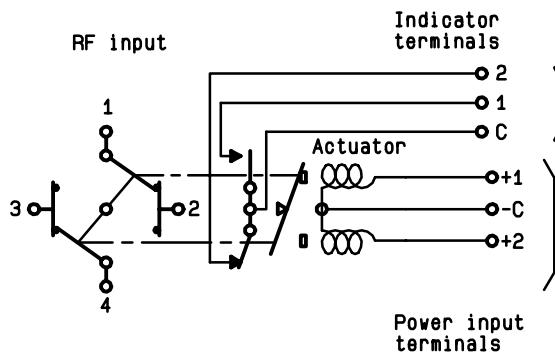 Indicator
terminals
RF input
2
1
C
1
Actuator
+1
3
2
-C
+2
4
Power input
terminals